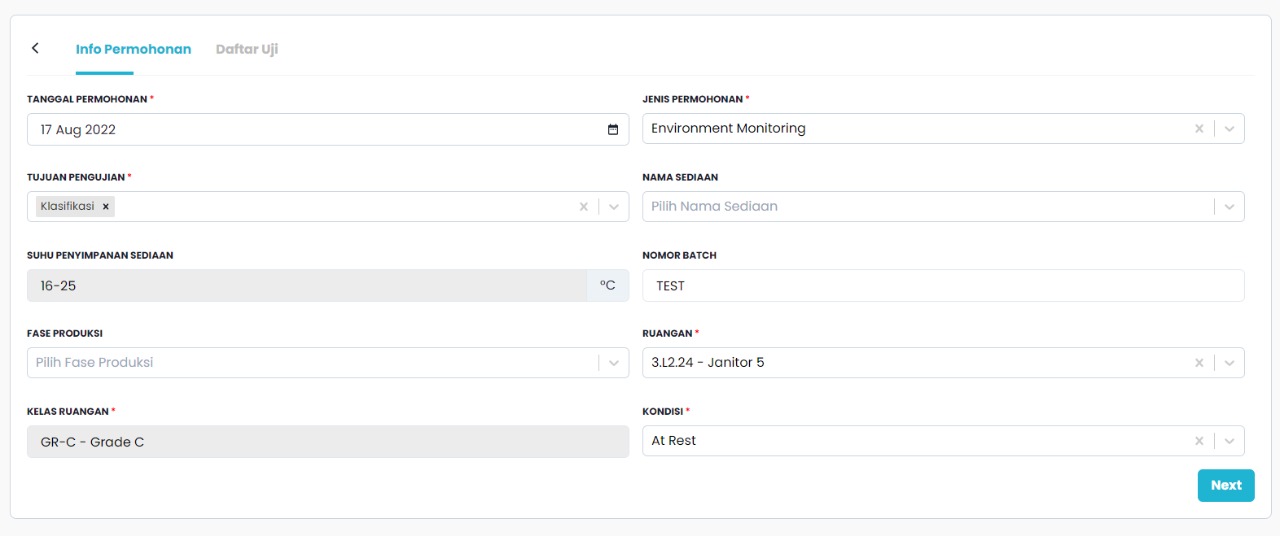 Info Permohonan Daftar Uji
TANGGAL PERMOHONAN *
17 Aug 2022
JENIS PERMOHONAN *
Environment Monitoring
TUJUAN PENGUJIAN *
Klasifikasi
NAMA SEDIAAN
Pilih Nama Sediaan
SUHU PENYIMPANAN SEDIAAN
16-25 °C
NOMOR BATCH
TEST
FASE PRODUKSI
Pilih Fase Produksi
RUANGAN *
3.L2.24 - Janitor 5
KELAS RUANGAN *
GR-C - Grade C
KONDISI *
At Rest
Next